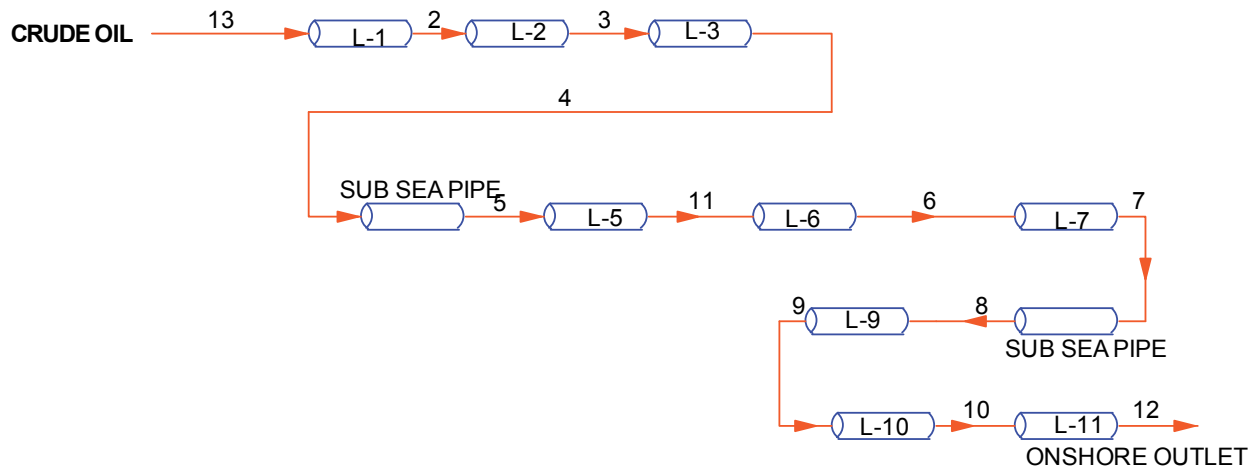 13
CRUDE OIL
L-1
2
L-2
3
L-3
4
SUB SEA PIPE
5
L-5
11
L-6
6
L-7
7
9
L-9
8
SUB SEA PIPE
L-10
10
L-11
12
ONSHORE OUTLET